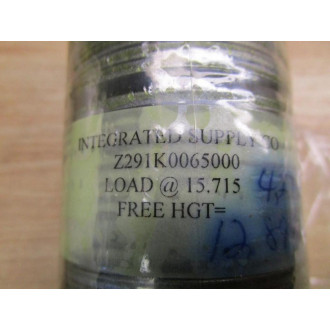 INTEGRATED SUPPLY CO
Z291K0065000
LOAD @ 15.715
FREE HGT=